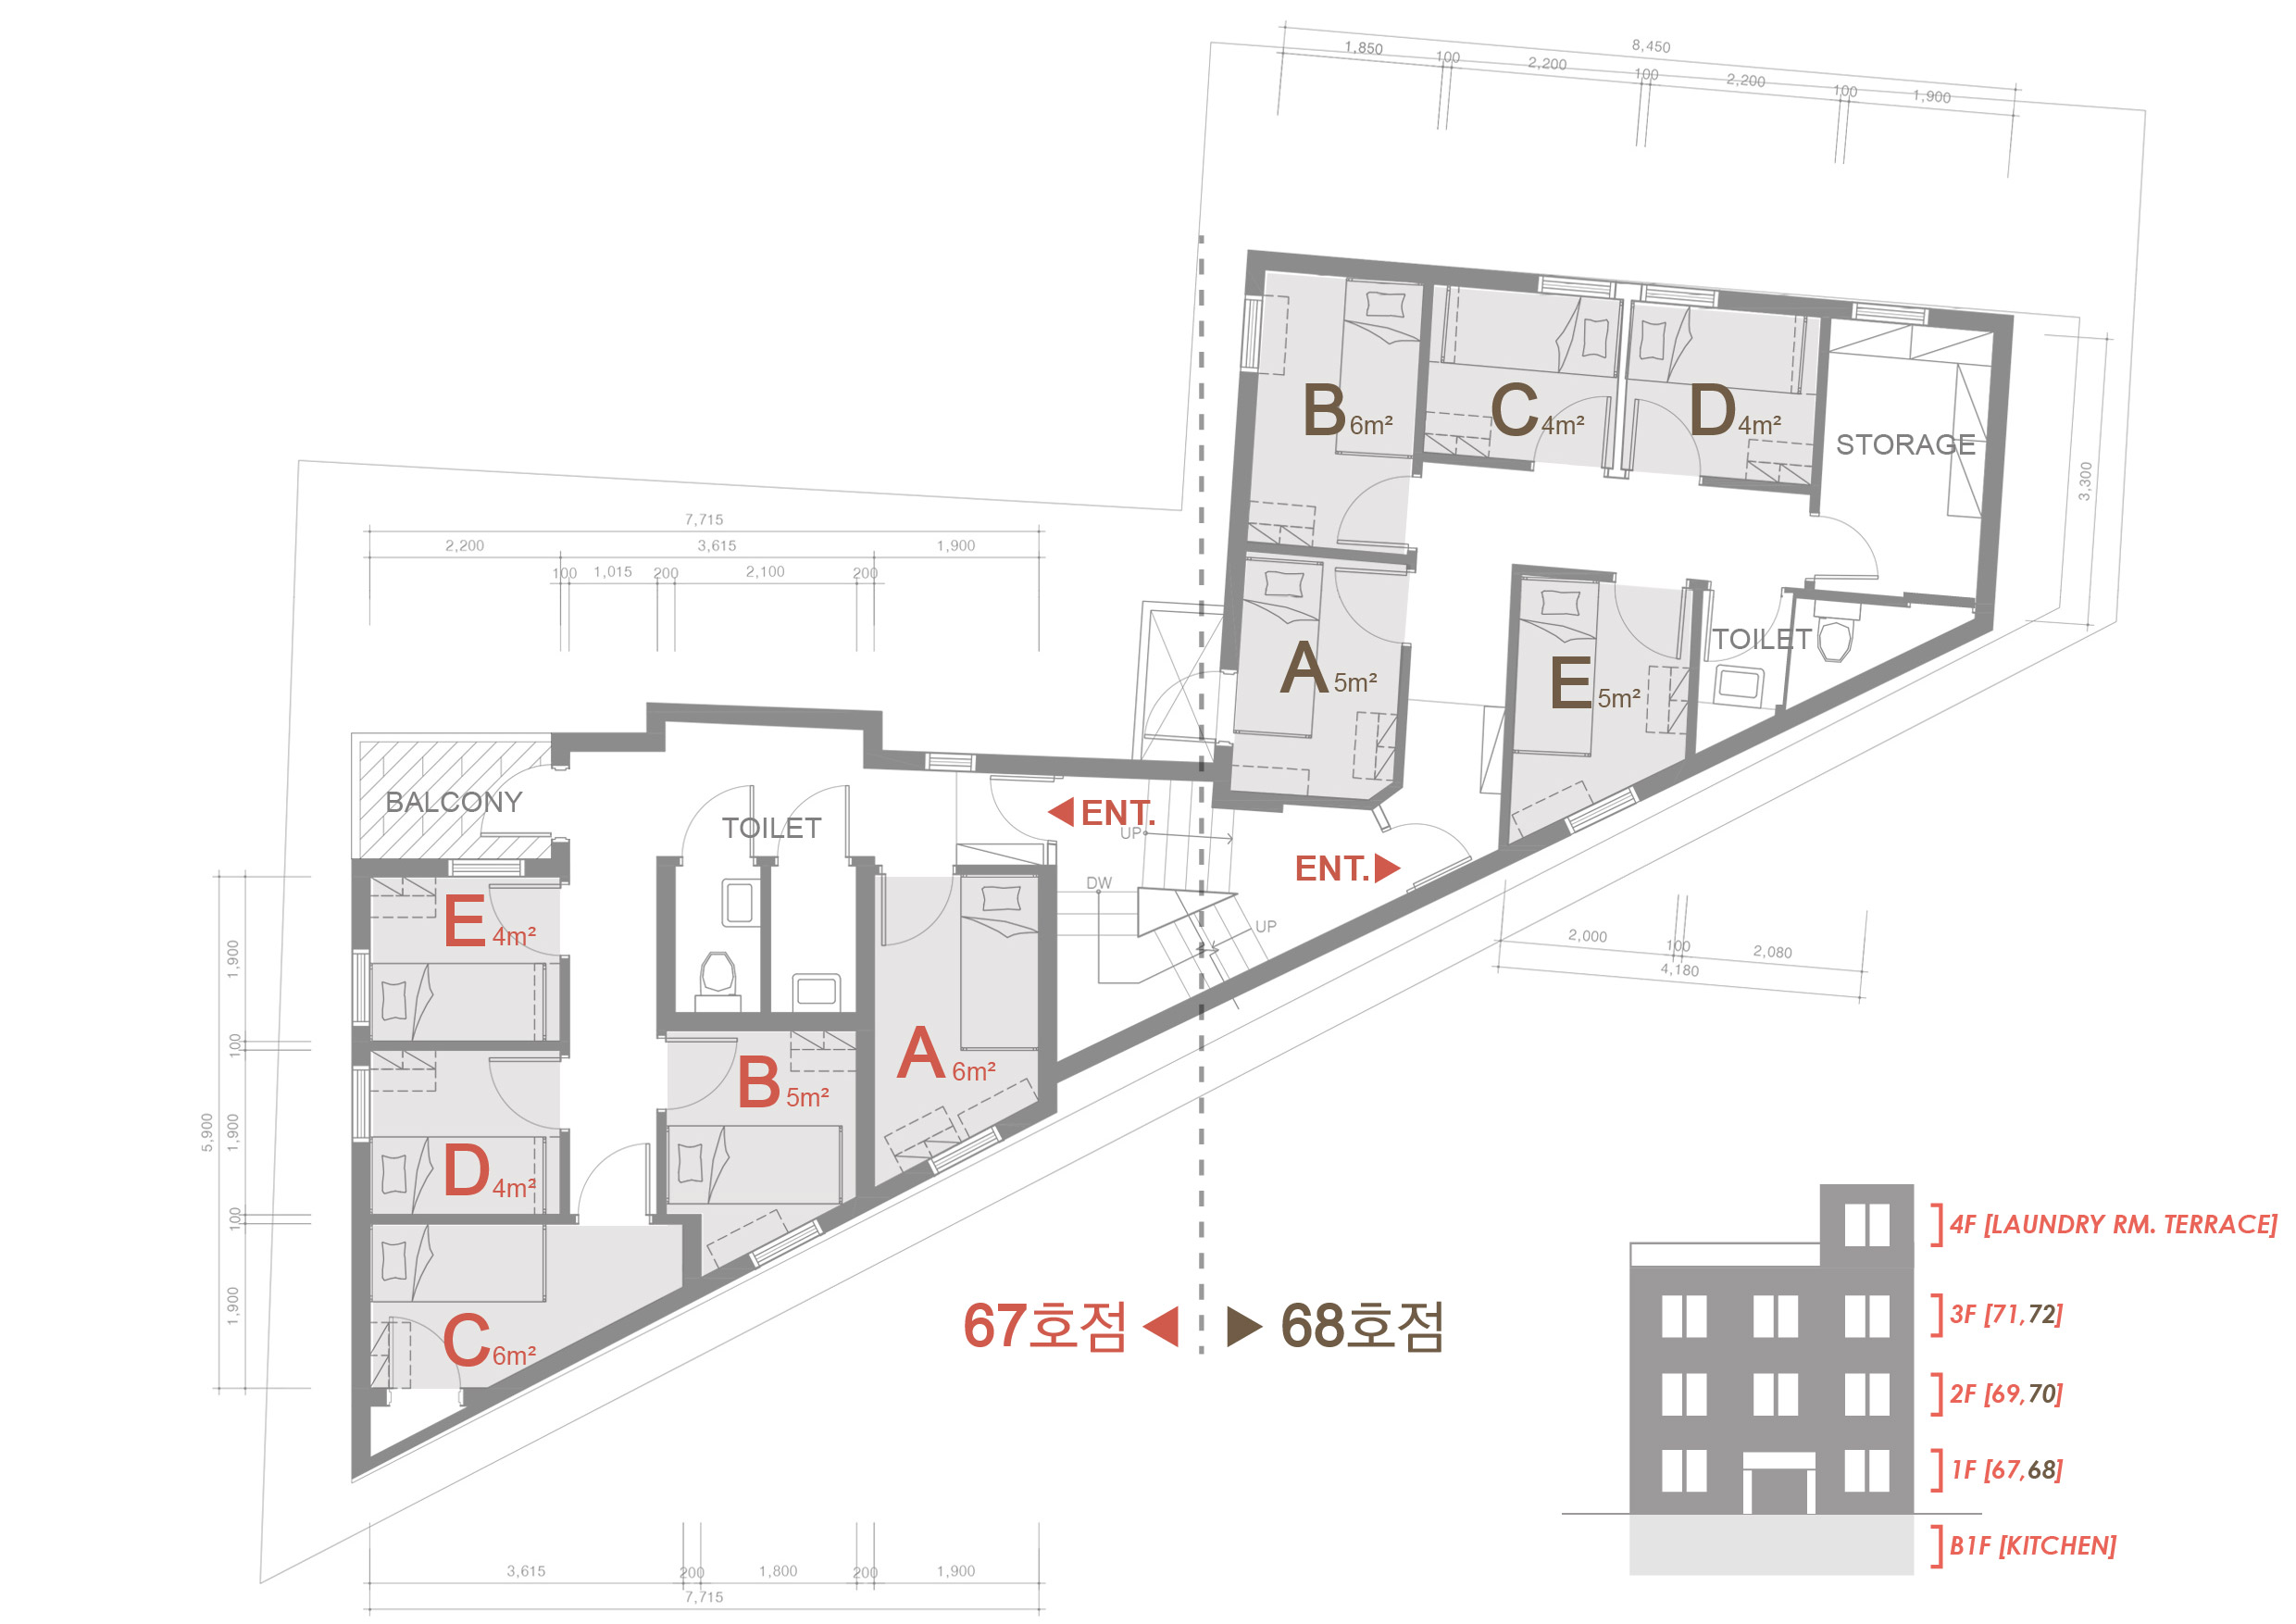 8,450
1,850
100
2,200
100
2,200
100
1,900
B 6m²
C 4m²
D 4m²
STORAGE
3,300
7,715
2,200
3,615
1,900
100
1,015
200
2,100
200
A 5m²
E 5m²
TOILET
BALCONY
TOILET
ENT.
UP
ENT.
DW
UP
E 4m²
2,000
100
2,080
4,180
1,900
100
5,900
1,900
100
1,900
A 6m²
B 5m²
D 4m²
C 6m²
67호점
68호점
4F [LAUNDRY RM. TERRACE]
3F [71,72]
2F [69,70]
1F [67,68]
B1F [KITCHEN]
3,615
200
1,800
200
1,900
7,715